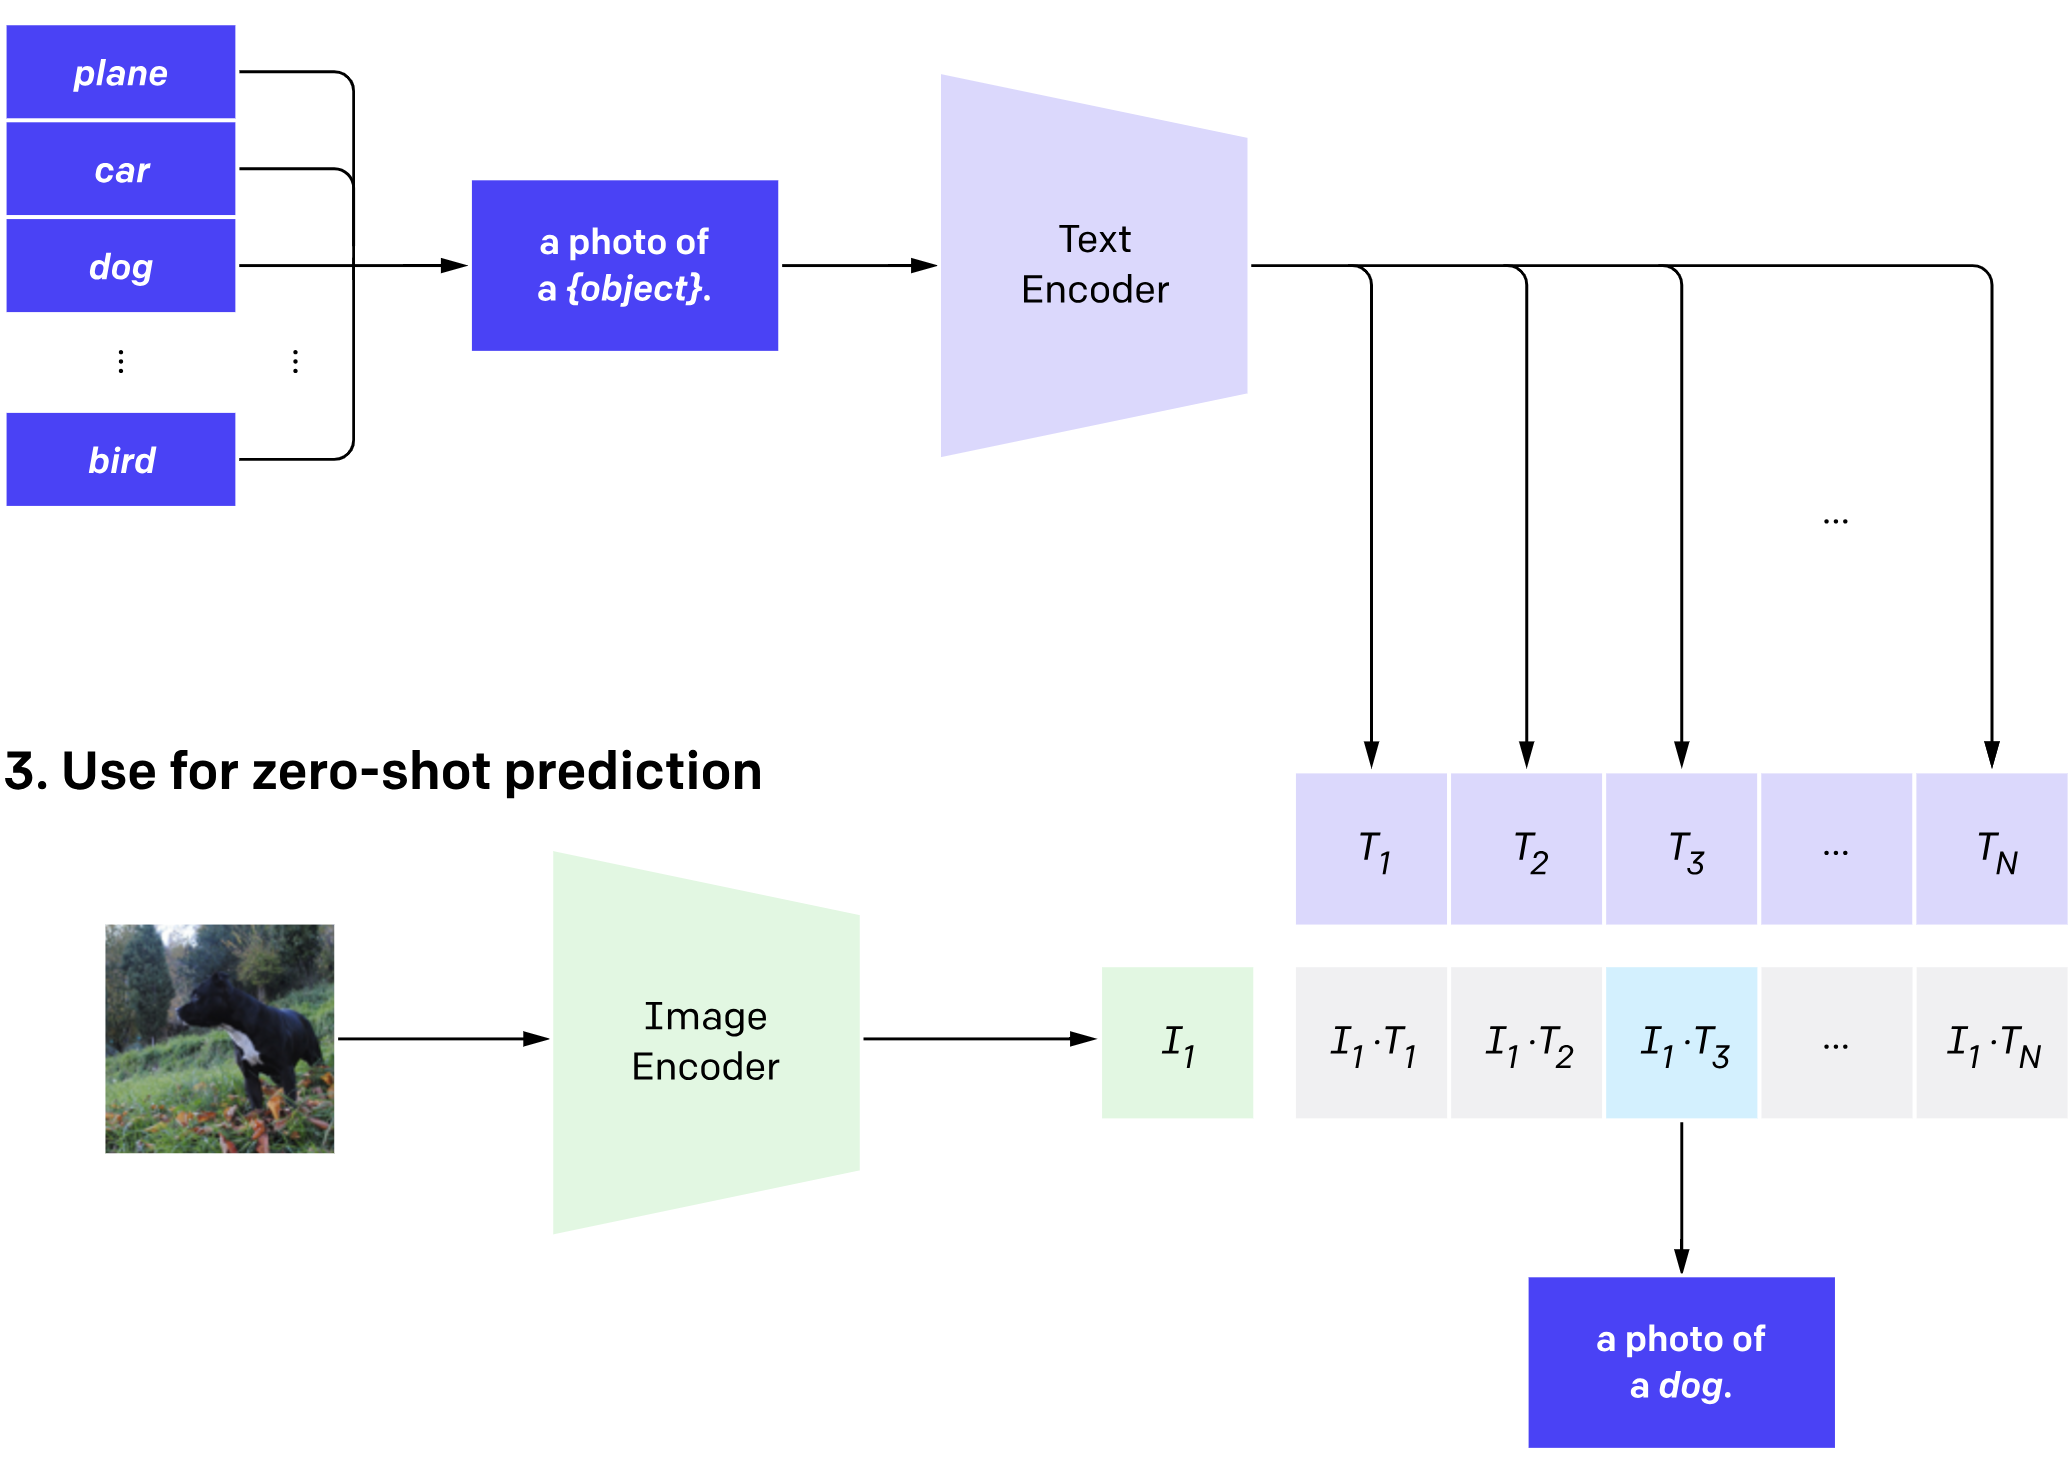 plane
car
dog
⋮ ⋮
bird
a photo of
a {object}.
Text
Encoder
...
3. Use for zero-shot prediction
T1 T2 T3 ... TN
Image
Encoder
I1
I1·T1 I1·T2 I1·T3 ... I1·TN
a photo of
a dog.